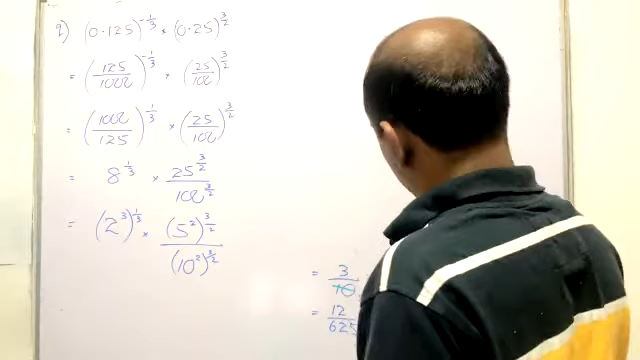 9) (0.125)^{-1/3} × (0.25)^{3/2}
= (125/1000)^{-1/3} × (25/100)^{3/2}
= (1000/125)^{1/3} × (25/100)^{3/2}
= 8^{1/3} × 25^{3/2}/100^{3/2}
= (2^3)^{1/3} × (5^2)^{3/2}/(10^2)^{3/2}
= 3/10
= 12/625